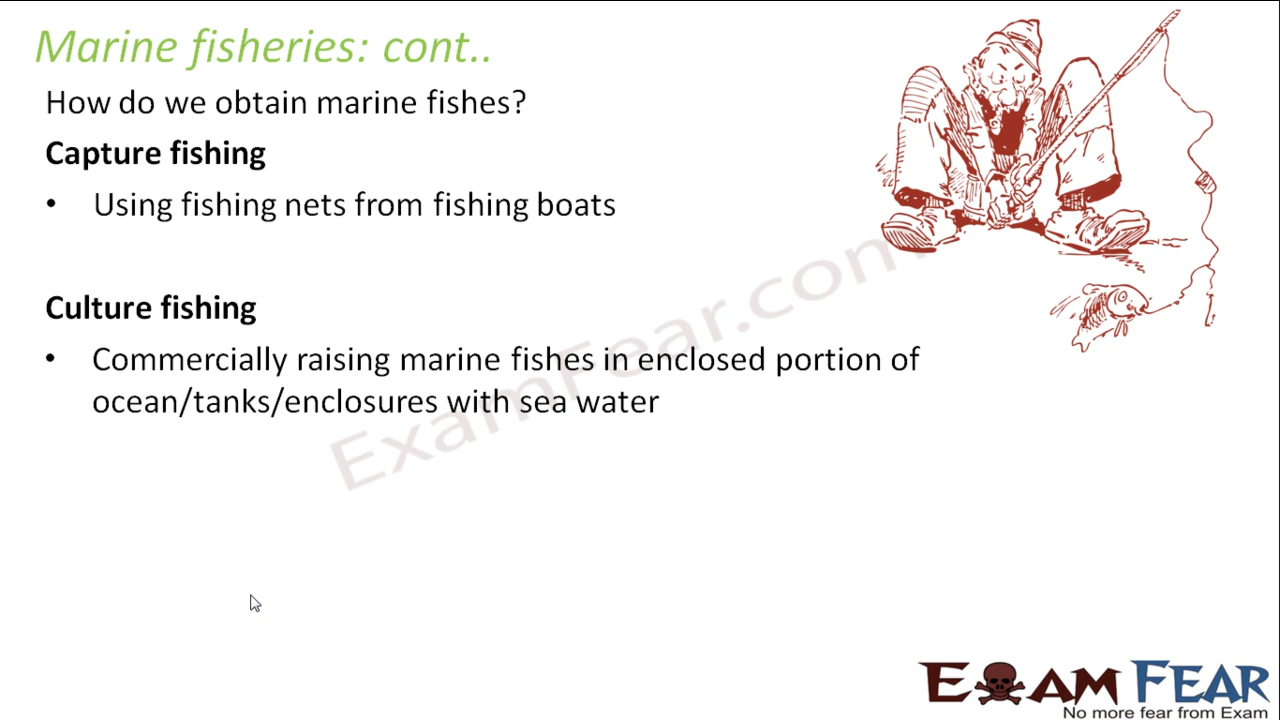 Marine fisheries: cont..
How do we obtain marine fishes?
Capture fishing
• Using fishing nets from fishing boats
Culture fishing
• Commercially raising marine fishes in enclosed portion of
ocean/tanks/enclosures with sea water
ExamFear.com
EXAM FEAR
No more fear from Exam